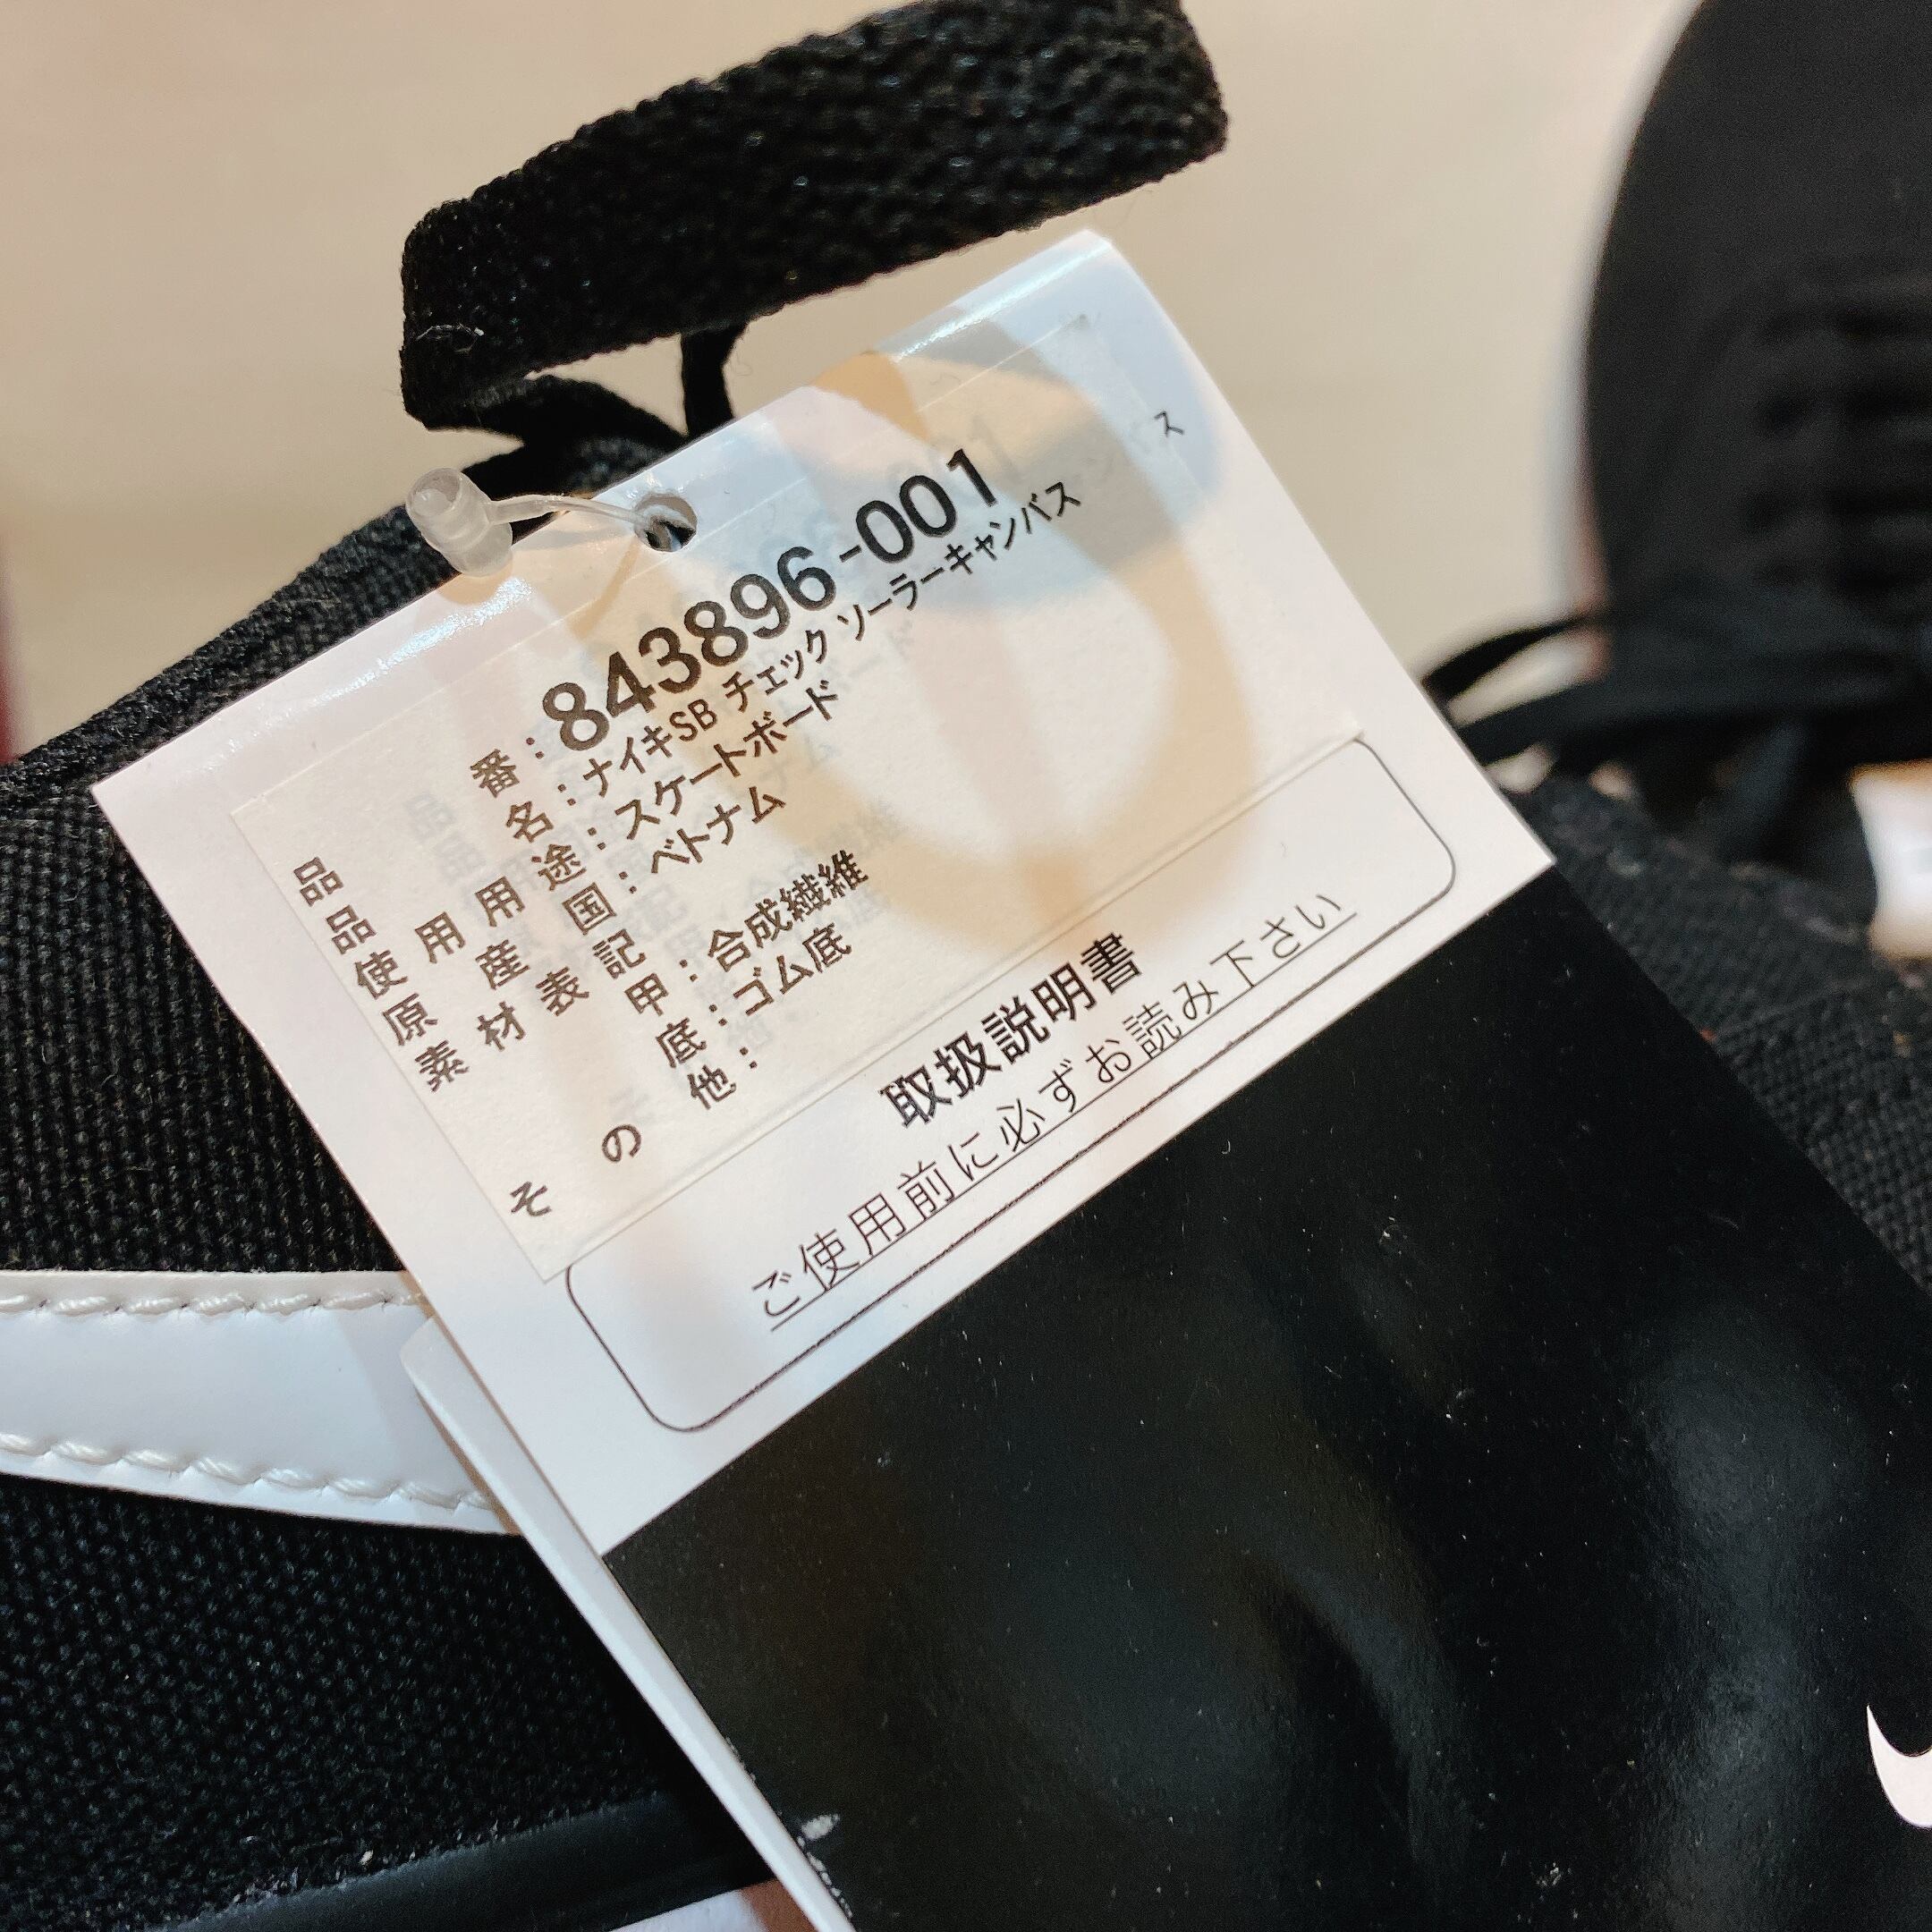 品番：843896-001
品名：ナイキSB チェック ソーラーキャンバス
使用用途：スケートボード
原産国：ベトナム
素材表記
甲：合成繊維
底：ゴム底
その他：
取扱説明書
ご使用前に必ずお読み下さい